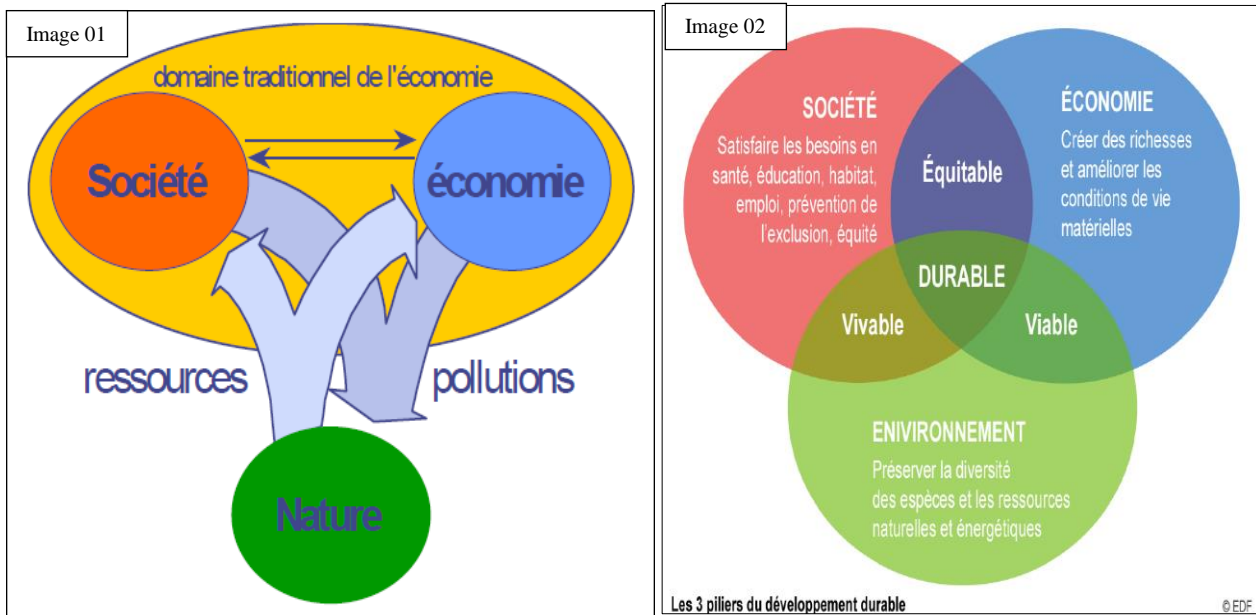 Image 01
domaine traditionnel de l'économie
Société
économie
ressources
pollutions
Nature
Image 02
SOCIÉTÉ
Satisfaire les besoins en
santé, éducation, habitat,
emploi, prévention de
l'exclusion, équité
Équitable
ÉCONOMIE
Créer des richesses
et améliorer les
conditions de vie
matérielles
DURABLE
Vivable
Viable
ENIVIRONNEMENT
Préserver la diversité
des espèces et les ressources
naturelles et énergétiques
Les 3 piliers du développement durable
© EDF